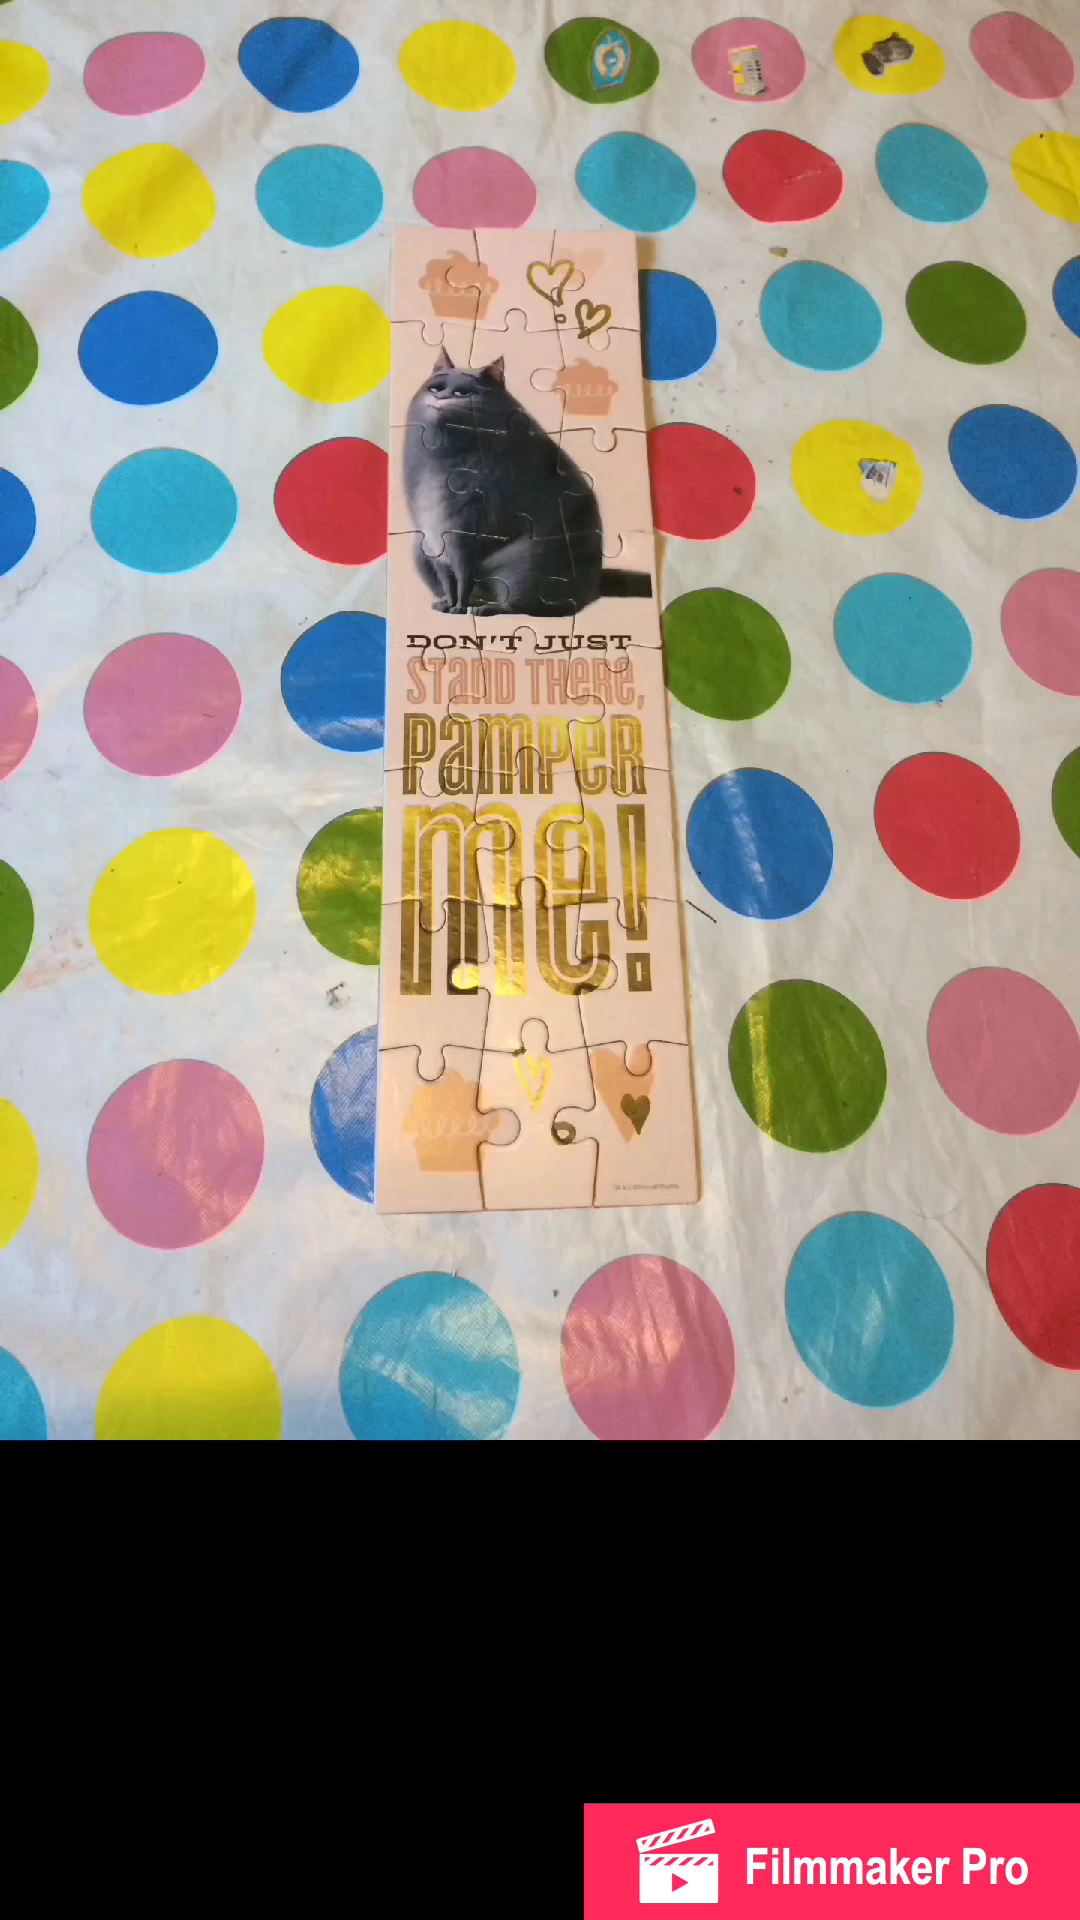 DON'T JUST
STAND THERE,
PAMPER
ME!
Filmmaker Pro